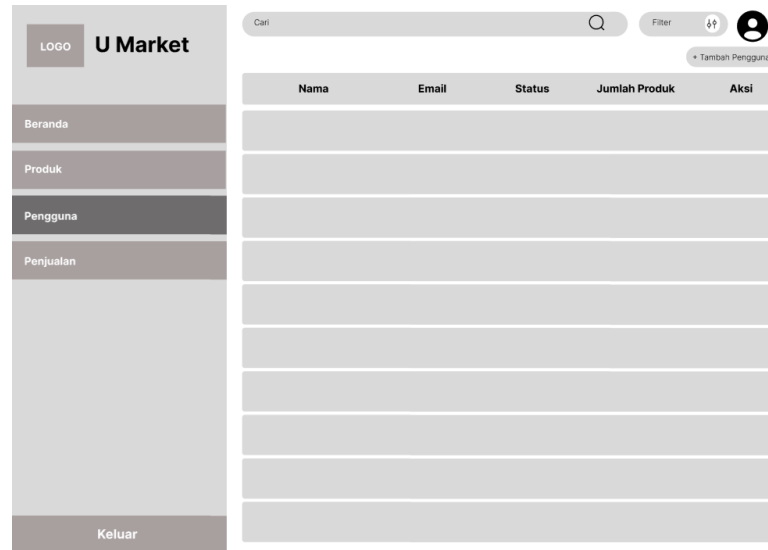 LOGO
U Market
Beranda
Produk
Pengguna
Penjualan
Keluar
Cari
Filter
+ Tambah Pengguna
Nama Email Status Jumlah Produk Aksi